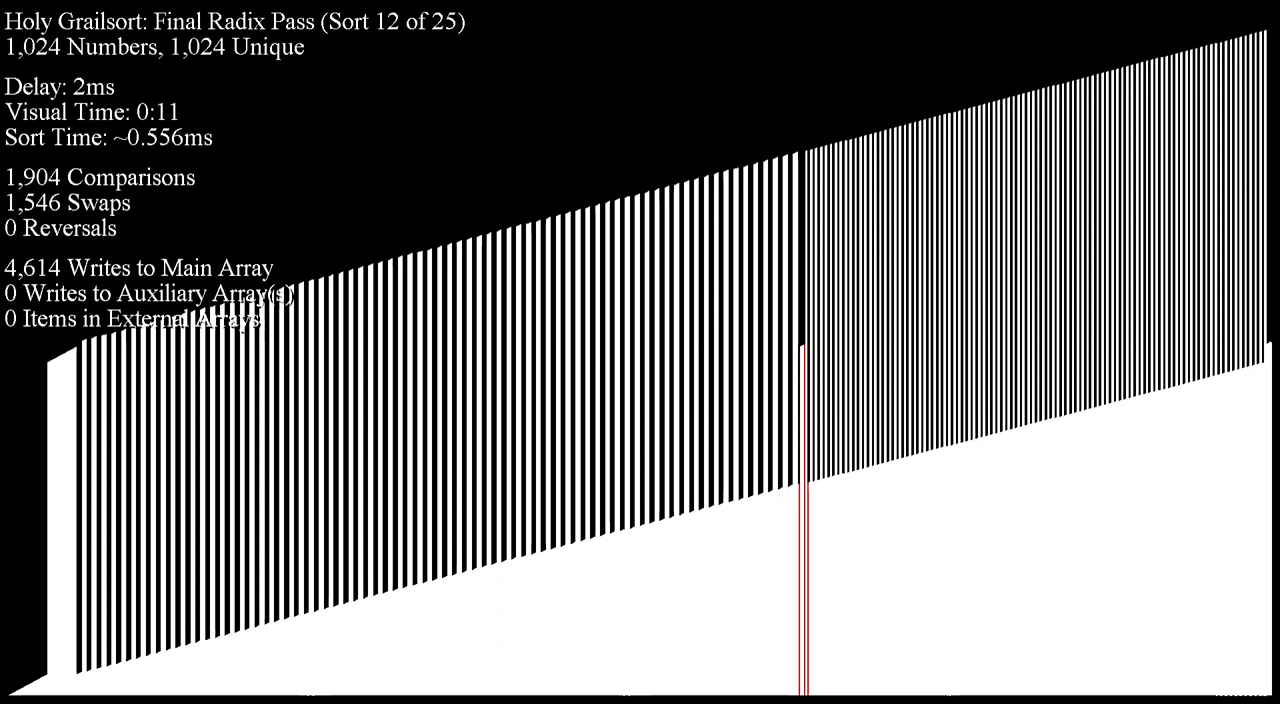 Holy Grailsort: Final Radix Pass (Sort 12 of 25)
1,024 Numbers, 1,024 Unique
Delay: 2ms
Visual Time: 0:11
Sort Time: ~0.556ms
1,904 Comparisons
1,546 Swaps
0 Reversals
4,614 Writes to Main Array
0 Writes to Auxiliary Array(s)
0 Items in External Arrays